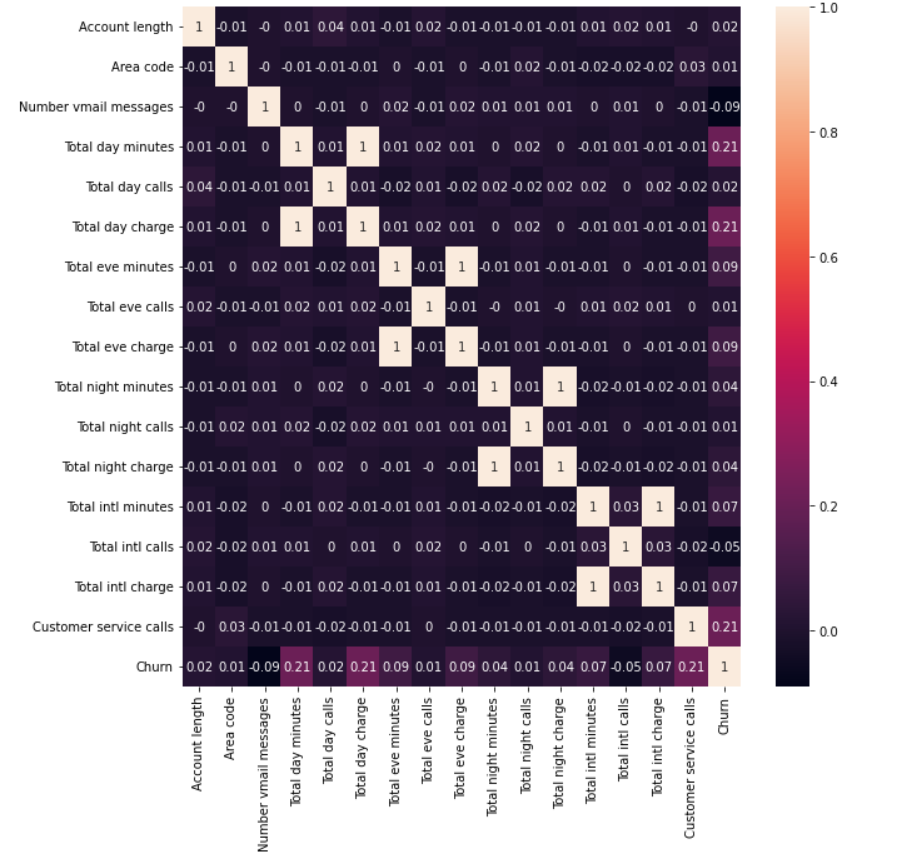 Account length 1 -0.01 -0 0.01 0.04 0.01 -0.01 0.02 -0.01 -0.01 -0.01 -0.01 0.01 0.02 0.01 -0 0.02
Area code -0.01 1 -0 -0.01 -0.01 -0.01 0 -0.01 0 -0.01 0.02 -0.01 -0.02 -0.02 -0.02 0.03 0.01
Number vmail messages -0 -0 1 0 -0.01 0 0.02 -0.01 0.02 0.01 0.01 0.01 0 0.01 0 -0.01 -0.09
Total day minutes 0.01 -0.01 0 1 0.01 1 0.01 0.02 0.01 0 0.02 0 -0.01 0.01 -0.01 -0.01 0.21
Total day calls 0.04 -0.01 -0.01 0.01 1 0.01 -0.02 0.01 -0.02 0.02 -0.02 0.02 0.02 0 0.02 -0.02 0.02
Total day charge 0.01 -0.01 0 1 0.01 1 0.01 0.02 0.01 0 0.02 0 -0.01 0.01 -0.01 -0.01 0.21
Total eve minutes -0.01 0 0.02 0.01 -0.02 0.01 1 -0.01 1 -0.01 0.01 -0.01 -0.01 0 -0.01 -0.01 0.09
Total eve calls 0.02 -0.01 -0.01 0.02 0.01 0.02 -0.01 1 -0.01 -0 0.01 -0 0.01 0.02 0.01 0 0.01
Total eve charge -0.01 0 0.02 0.01 -0.02 0.01 1 -0.01 1 -0.01 0.01 -0.01 -0.01 0 -0.01 -0.01 0.09
Total night minutes -0.01 -0.01 0.01 0 0.02 0 -0.01 -0 -0.01 1 0.01 1 -0.02 -0.01 -0.02 -0.01 0.04
Total night calls -0.01 0.02 0.01 0.02 -0.02 0.02 0.01 0.01 0.01 0.01 1 0.01 -0.01 0 -0.01 -0.01 0.01
Total night charge -0.01 -0.01 0.01 0 0.02 0 -0.01 -0 -0.01 1 0.01 1 -0.02 -0.01 -0.02 -0.01 0.04
Total intl minutes 0.01 -0.02 0 -0.01 0.02 -0.01 -0.01 0.01 -0.01 -0.02 -0.01 -0.02 1 0.03 1 -0.01 0.07
Total intl calls 0.02 -0.02 0.01 0.01 0 0.01 0 0.02 0 -0.01 0 -0.01 0.03 1 0.03 -0.02 -0.05
Total intl charge 0.01 -0.02 0 -0.01 0.02 -0.01 -0.01 0.01 -0.01 -0.02 -0.01 -0.02 1 0.03 1 -0.01 0.07
Customer service calls -0 0.03 -0.01 -0.01 -0.02 -0.01 -0.01 0 -0.01 -0.01 -0.01 -0.01 -0.01 -0.02 -0.01 1 0.21
Churn 0.02 0.01 -0.09 0.21 0.02 0.21 0.09 0.01 0.09 0.04 0.01 0.04 0.07 -0.05 0.07 0.21 1
Account length
Area code
Number vmail messages
Total day minutes
Total day calls
Total day charge
Total eve minutes
Total eve calls
Total eve charge
Total night minutes
Total night calls
Total night charge
Total intl minutes
Total intl calls
Total intl charge
Customer service calls
Churn
1.0
0.8
0.6
0.4
0.2
0.0